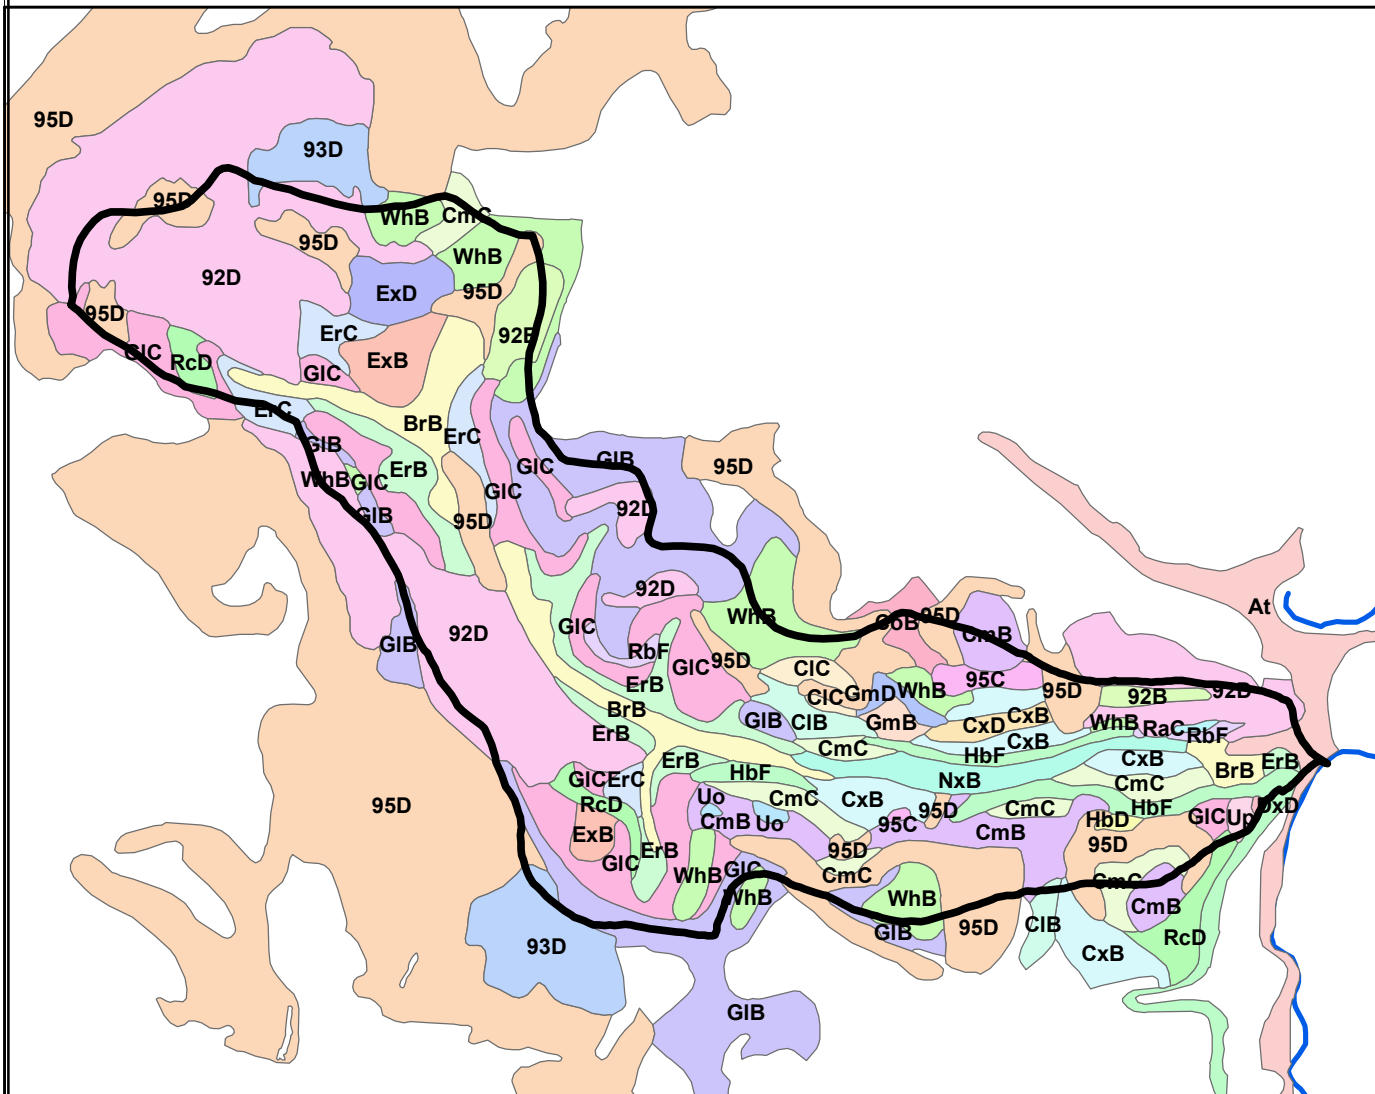 95D
93D
95D
WhB
CmC
95D
WhB
92D
ExD
95D
95D
ErC
92B
GlC
RcD
ExB
GlC
ErC
BrB
ErC
GlB
GlB
95D
GlC
ErB
WhB
GlC
GlC
92D
GlB
95D
92D
At
WhB
GlC
CoB
95D
CmB
92D
GlB
RbF
GlC
95D
ClC
95C
ErB
ClC
GmD
WhB
95D
92B
92D
BrB
GlB
ClB
GmB
CxD
CxB
WhB
RaC
RbF
ErB
CmC
HbF
CxB
ErB
HbF
NxB
CxB
BrB
ErB
GlC
ErC
CmC
RcD
Uo
CmC
CxB
95D
CmC
HbF
DxD
95D
ExB
CmB
Uo
95C
CmB
HbD
GlC
Up
ErB
95D
95D
GlC
WhB
GlC
CmC
CmC
WhB
WhB
CmB
GlB
95D
ClB
93D
CxB
RcD
GlB